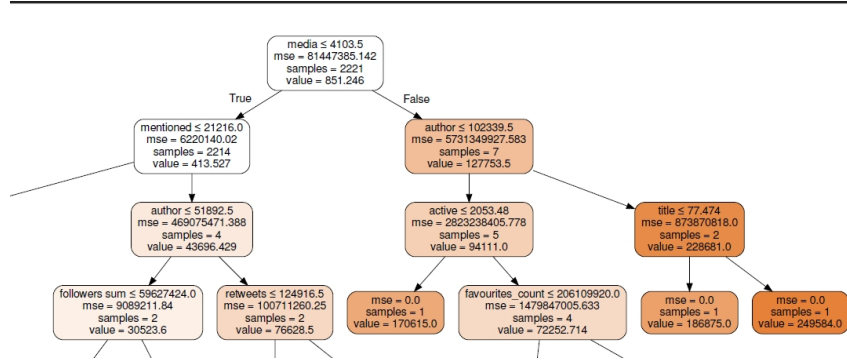 media ≤ 4103.5
mse = 81447385.142
samples = 2221
value = 851.246
True
False
mentioned ≤ 21216.0
mse = 6220140.02
samples = 2214
value = 413.527
author ≤ 102339.5
mse = 5731349927.583
samples = 7
value = 127753.5
author ≤ 51892.5
mse = 469075471.388
samples = 4
value = 43696.429
active ≤ 2053.48
mse = 2823238405.778
samples = 5
value = 94111.0
title ≤ 77.474
mse = 873870818.0
samples = 2
value = 228681.0
followers sum ≤ 59627424.0
mse = 9089211.84
samples = 2
value = 30523.6
retweets ≤ 124916.5
mse = 100711260.25
samples = 2
value = 76628.5
mse = 0.0
samples = 1
value = 170615.0
favourites_count ≤ 206109920.0
mse = 1479847005.633
samples = 4
value = 72252.714
mse = 0.0
samples = 1
value = 186875.0
mse = 0.0
samples = 1
value = 249584.0